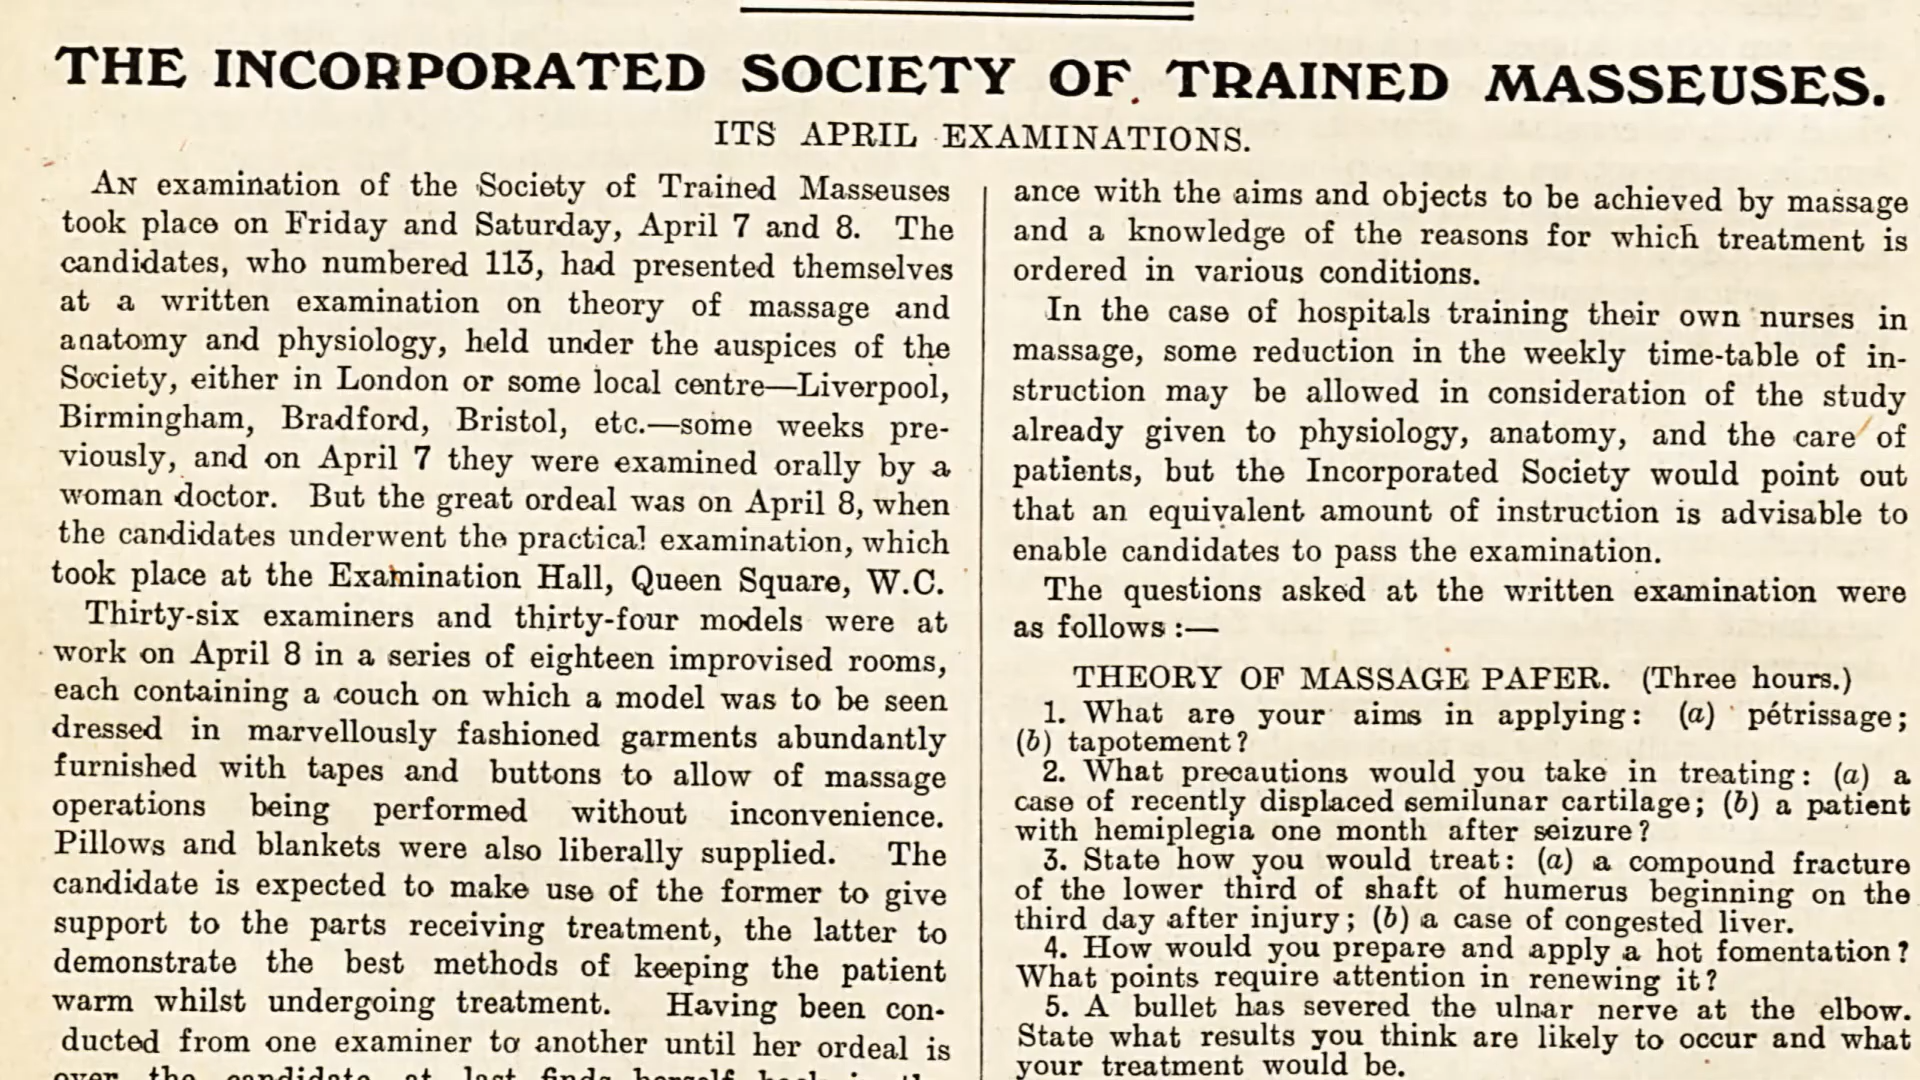 THE INCORPORATED SOCIETY OF TRAINED MASSEUSES.
ITS APRIL EXAMINATIONS.
AN examination of the Society of Trained Masseuses
took place on Friday and Saturday, April 7 and 8. The
candidates, who numbered 113, had presented themselves
at a written examination on theory of massage and
anatomy and physiology, held under the auspices of the
Society, either in London or some local centre—Liverpool,
Birmingham, Bradford, Bristol, etc.—some weeks pre-
viously, and on April 7 they were examined orally by a
woman doctor. But the great ordeal was on April 8, when
the candidates underwent the practical examination, which
took place at the Examination Hall, Queen Square, W.C.
Thirty-six examiners and thirty-four models were at
work on April 8 in a series of eighteen improvised rooms,
each containing a couch on which a model was to be seen
dressed in marvellously fashioned garments abundantly
furnished with tapes and buttons to allow of massage
operations being performed without inconvenience.
Pillows and blankets were also liberally supplied. The
candidate is expected to make use of the former to give
support to the parts receiving treatment, the latter to
demonstrate the best methods of keeping the patient
warm whilst undergoing treatment. Having been con-
ducted from one examiner to another until her ordeal is
over the candidate at last finds herself back in the
ance with the aims and objects to be achieved by massage
and a knowledge of the reasons for which treatment is
ordered in various conditions.
In the case of hospitals training their own nurses in
massage, some reduction in the weekly time-table of in-
struction may be allowed in consideration of the study
already given to physiology, anatomy, and the care of
patients, but the Incorporated Society would point out
that an equivalent amount of instruction is advisable to
enable candidates to pass the examination.
The questions asked at the written examination were
as follows :—
THEORY OF MASSAGE PAPER. (Three hours.)
1. What are your aims in applying: (a) pétrissage;
(b) tapotement?
2. What precautions would you take in treating: (a) a
case of recently displaced semilunar cartilage; (b) a patient
with hemiplegia one month after seizure?
3. State how you would treat: (a) a compound fracture
of the lower third of shaft of humerus beginning on the
third day after injury; (b) a case of congested liver.
4. How would you prepare and apply a hot fomentation?
What points require attention in renewing it?
5. A bullet has severed the ulnar nerve at the elbow.
State what results you think are likely to occur and what
your treatment would be.